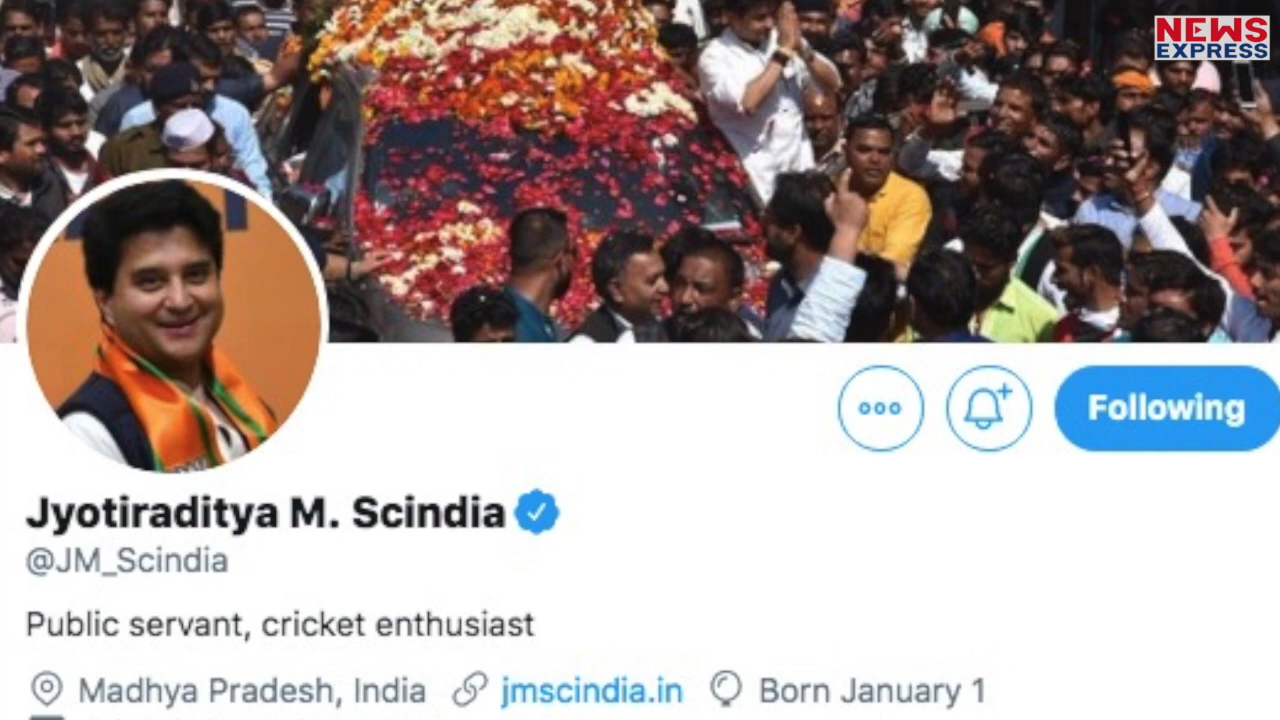 NEWS
EXPRESS
Following
Jyotiraditya M. Scindia
@JM_Scindia
Public servant, cricket enthusiast
Madhya Pradesh, India jmscindia.in Born January 1